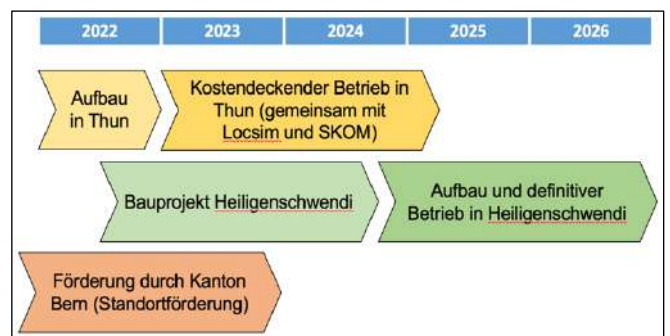 2022 2023 2024 2025 2026
Aufbau
in Thun
Kostendeckender Betrieb in
Thun (gemeinsam mit
Locsim und SKOM)
Bauprojekt Heiligenschwendi
Aufbau und definitiver
Betrieb in Heiligenschwendi
Förderung durch Kanton
Bern (Standortförderung)